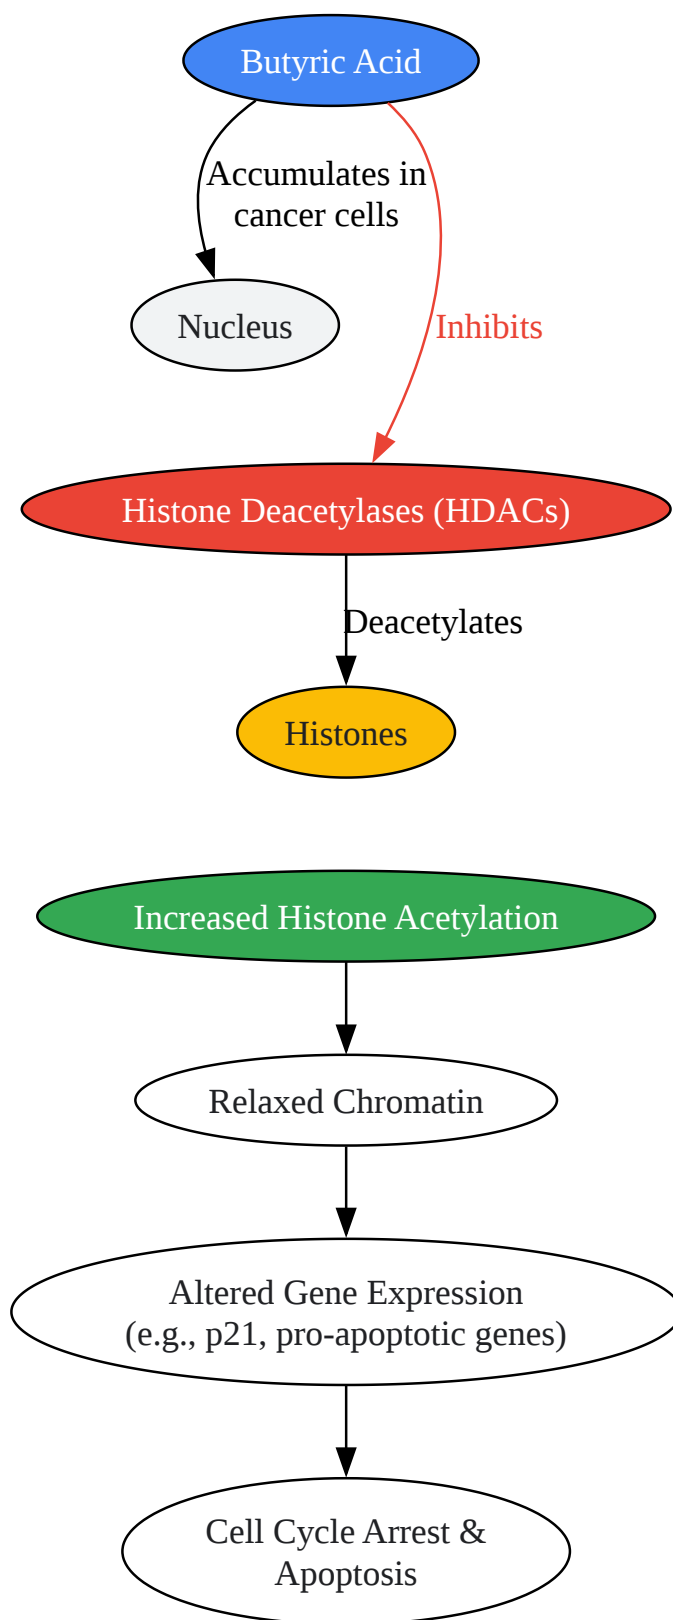 Butyric Acid
Accumulates in
cancer cells
Nucleus
Inhibits
Histone Deacetylases (HDACs)
Deacetylates
Histones
Increased Histone Acetylation
Relaxed Chromatin
Altered Gene Expression
(e.g., p21, pro-apoptotic genes)
Cell Cycle Arrest &
Apoptosis